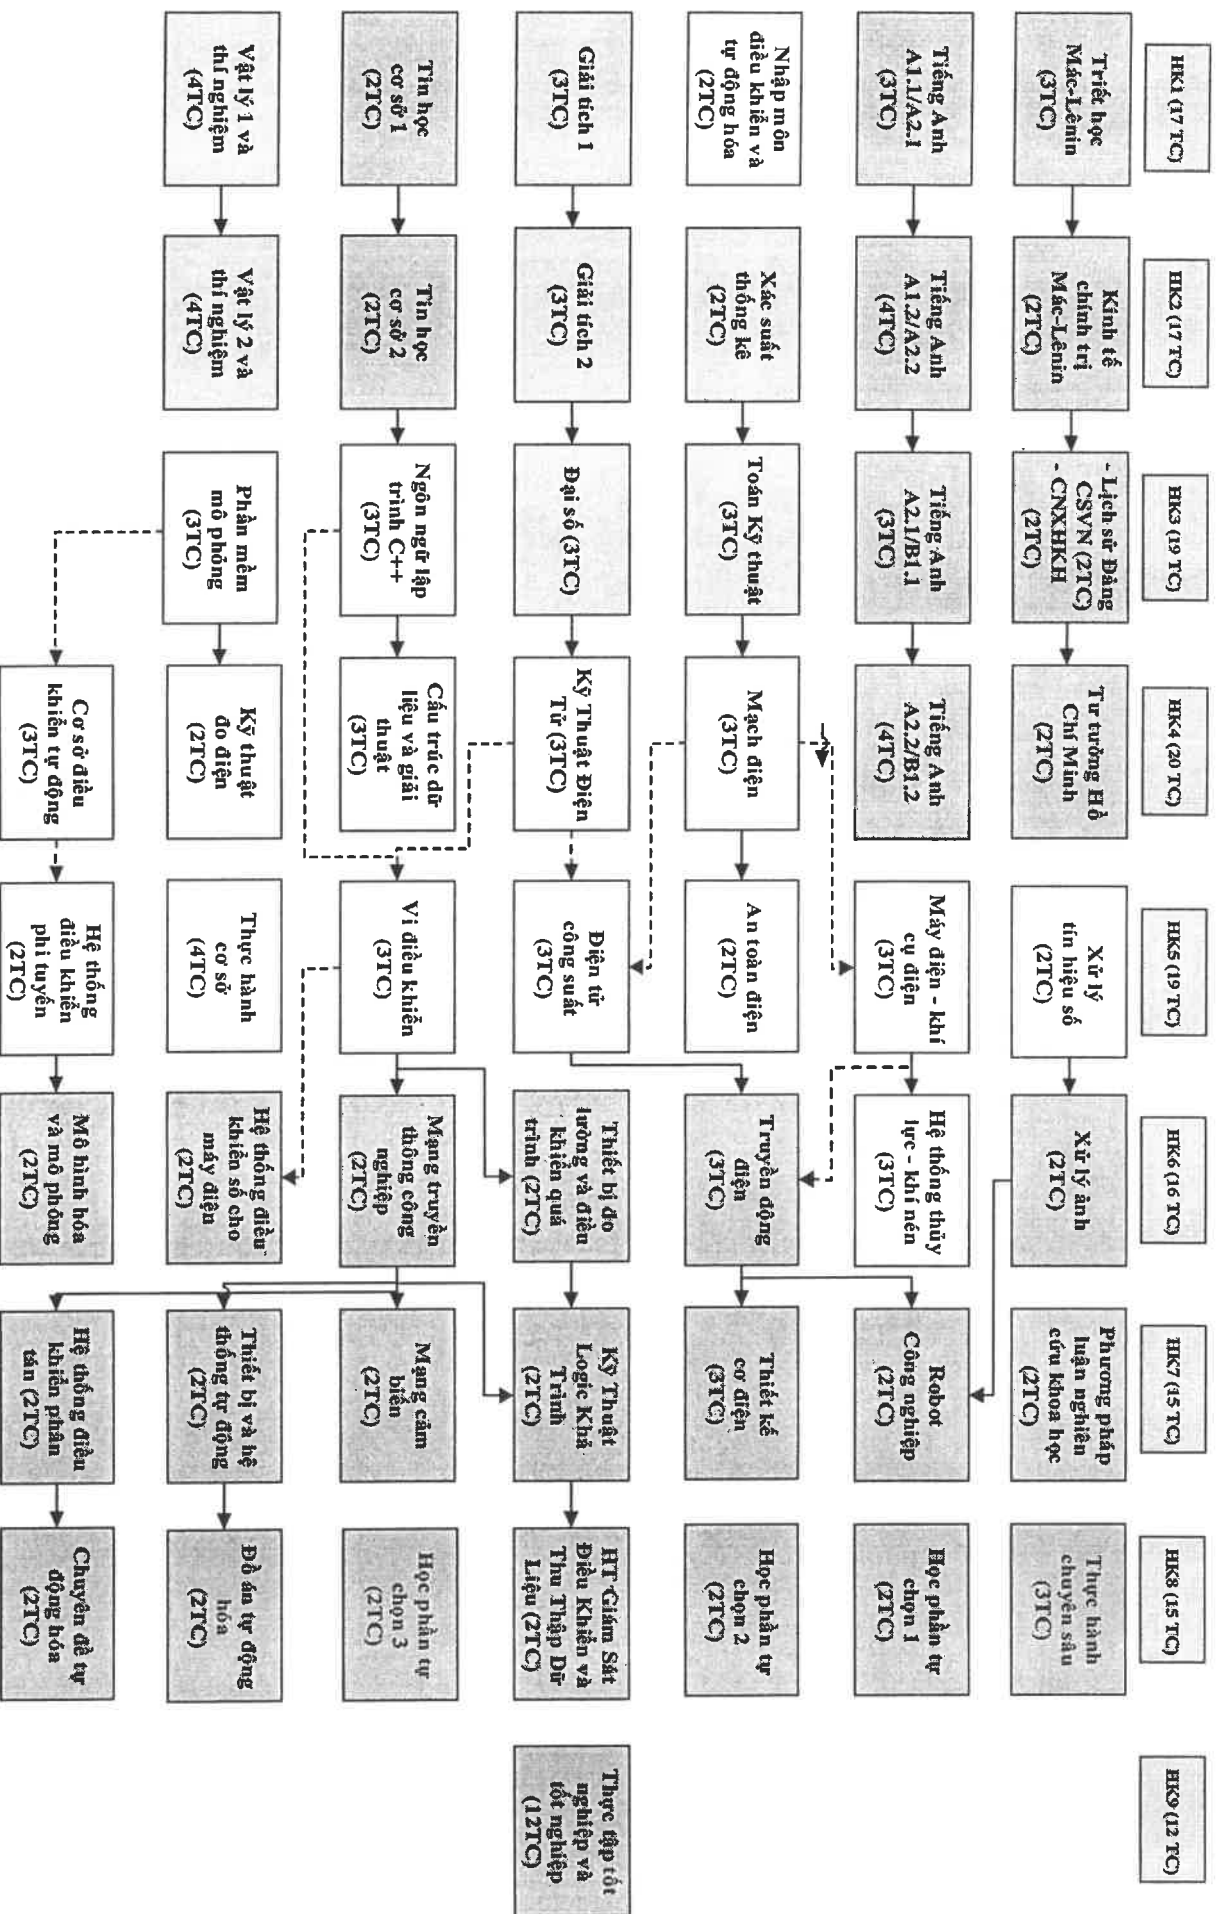 HK1 (17 TC)
Triết học
Mác-Lênin
(3TC)
Tiếng Anh
A1.1/A2.1
(3TC)
Nhập môn
điều khiển và
tự động hóa
(2TC)
Giải tích 1
(3TC)
Tin học
cơ sở 1
(2TC)
Vật lý 1 và
thí nghiệm
(4TC)
HK2 (17 TC)
Kinh tế
chính trị
Mác-Lênin
(2TC)
Tiếng Anh
A1.2/A2.2
(4TC)
Xác suất
thống kê
(2TC)
Giải tích 2
(3TC)
Tin học
cơ sở 2
(2TC)
Vật lý 2 và
thí nghiệm
(4TC)
HK3 (19 TC)
- Lịch sử Đảng
CSVN (2TC)
- CNXHKH
(2TC)
Tiếng Anh
A2.1/B1.1
(3TC)
Toán Kỹ thuật
(3TC)
Đại số (3TC)
Ngôn ngữ lập
trình C++
(3TC)
Phần mềm
mô phỏng
(3TC)
HK4 (20 TC)
Tư tưởng Hồ
Chí Minh
(2TC)
Tiếng Anh
A2.2/B1.2
(4TC)
Mạch điện
(3TC)
Kỹ Thuật Điện
Tử (3TC)
Cấu trúc dữ
liệu và giải
thuật
(3TC)
Kỹ thuật
đo điện
(2TC)
Cơ sở điều
khiển tự động
(3TC)
HK5 (19 TC)
Xử lý
tín hiệu số
(2TC)
Máy điện - khí
cụ điện
(3TC)
An toàn điện
(2TC)
Điện tử
công suất
(3TC)
Vi điều khiển
(3TC)
Thực hành
cơ sở
(4TC)
Hệ thống
điều khiển
phi tuyến
(2TC)
HK6 (16 TC)
Xử lý ảnh
(2TC)
Hệ thống thủy
lực - khí nén
(3TC)
Truyền động
điện
(3TC)
Thiết bị đo
lường và điều
khiển quá
trình (2TC)
Mạng truyền
thông công
nghiệp
(2TC)
Hệ thống điều
khiển số cho
máy điện
(2TC)
Mô hình hóa
và mô phỏng
(2TC)
HK7 (15 TC)
Phương pháp
luận nghiên
cứu khoa học
(2TC)
Robot
Công nghiệp
(2TC)
Thiết kế
cơ điện
(3TC)
Kỹ Thuật
Logic Khả
Trình
(2TC)
Mạng cảm
biến
(2TC)
Thiết bị và hệ
thống tự động
(2TC)
Hệ thống điều
khiển phân
tán (2TC)
HK8 (15 TC)
Thực hành
chuyên sâu
(3TC)
Học phần tự
chọn 1
(2TC)
Học phần tự
chọn 2
(2TC)
HT Giám Sát
Điều Khiển và
Thu Thập Dữ
Liệu (2TC)
Học phần tự
chọn 3
(2TC)
Đồ án tự động
hóa
(2TC)
Chuyên đề tự
động hóa
(2TC)
HK9 (12 TC)
Thực tập tốt
nghiệp và
tốt nghiệp
(12TC)